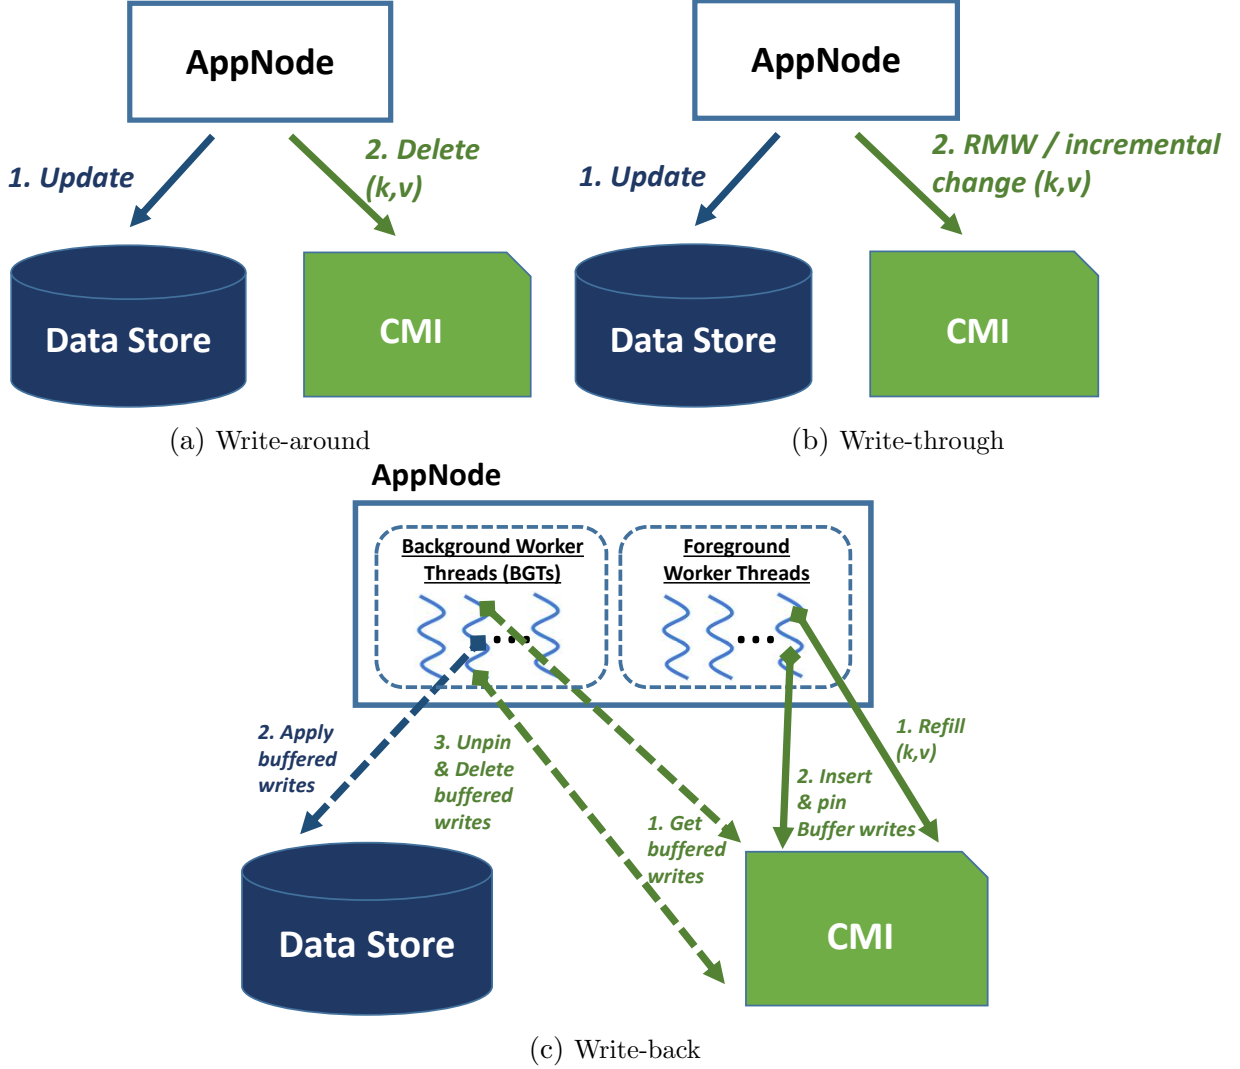 AppNode
1. Update
2. Delete
(k,v)
Data Store
CMI
(a) Write-around
AppNode
1. Update
2. RMW / incremental
change (k,v)
Data Store
CMI
(b) Write-through
AppNode
Background Worker
Threads (BGTs)
Foreground
Worker Threads
2. Apply
buffered
writes
3. Unpin
& Delete
buffered
writes
1. Get
buffered
writes
2. Insert
& pin
Buffer writes
1. Refill
(k,v)
Data Store
CMI
(c) Write-back